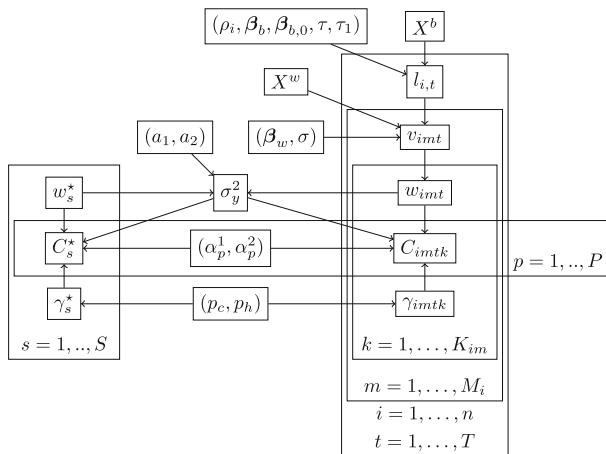 (ρ_i, β_b, β_{b,0}, τ, τ_1)
X^b
l_{i,t}
X^w
(β_w, σ)
v_{imt}
(a_1, a_2)
w_s^⋆
σ_y^2
w_{imt}
C_s^⋆
(α_p^1, α_p^2)
C_{imtk}
p = 1, .., P
γ_s^⋆
(p_c, p_h)
γ_{imtk}
s = 1, .., S
k = 1, . . . , K_{im}
m = 1, . . . , M_i
i = 1, . . . , n
t = 1, . . . , T